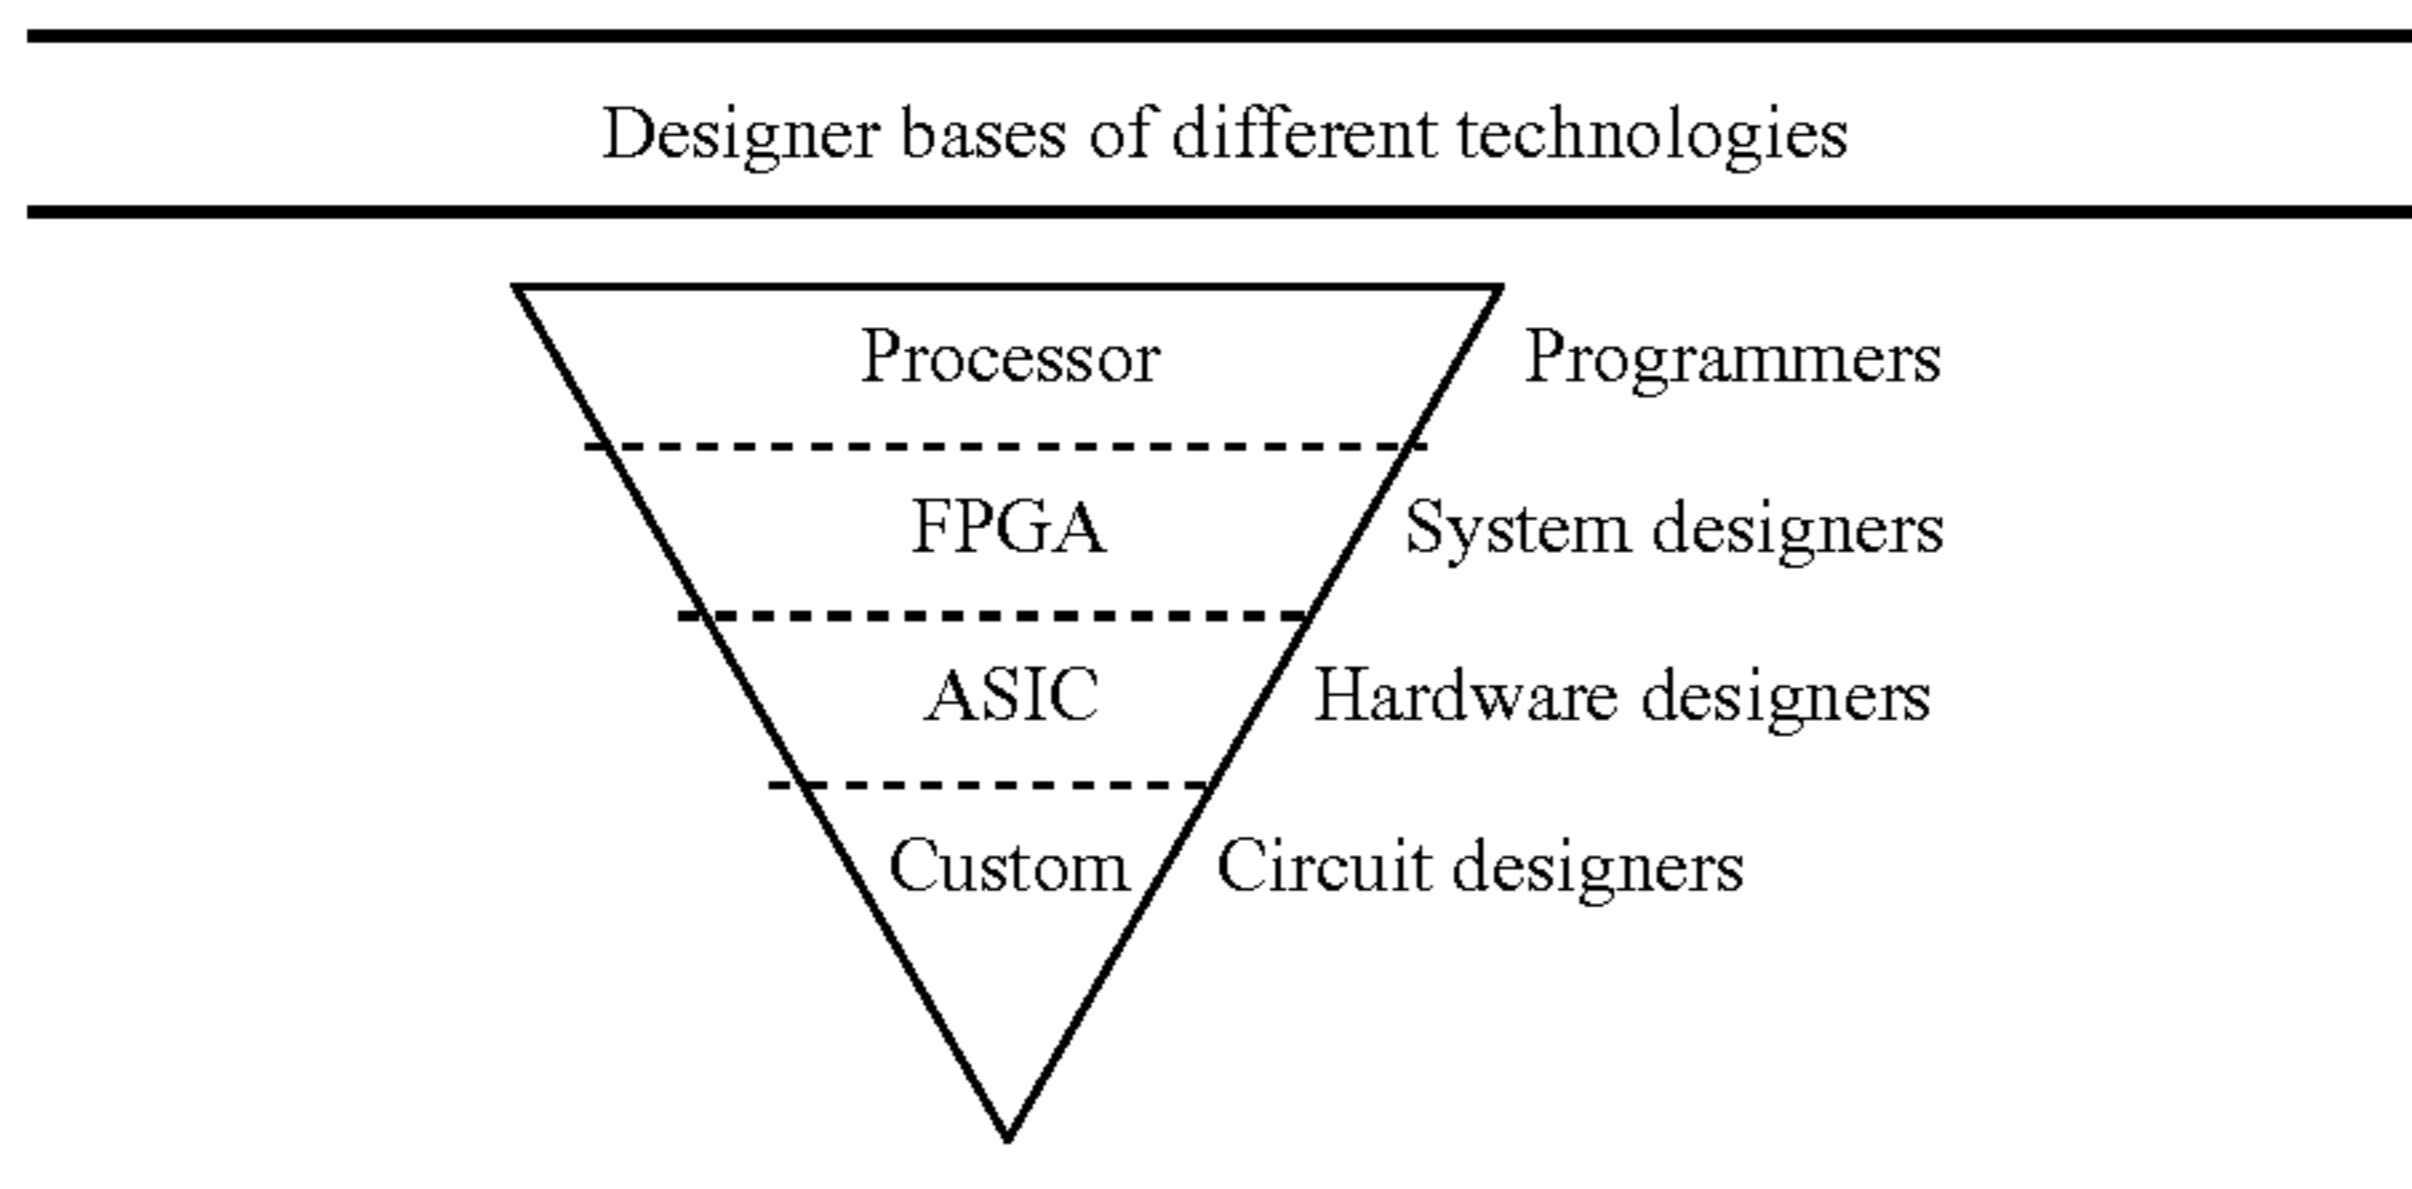 Designer bases of different technologies
Processor Programmers
FPGA System designers
ASIC Hardware designers
Custom Circuit designers